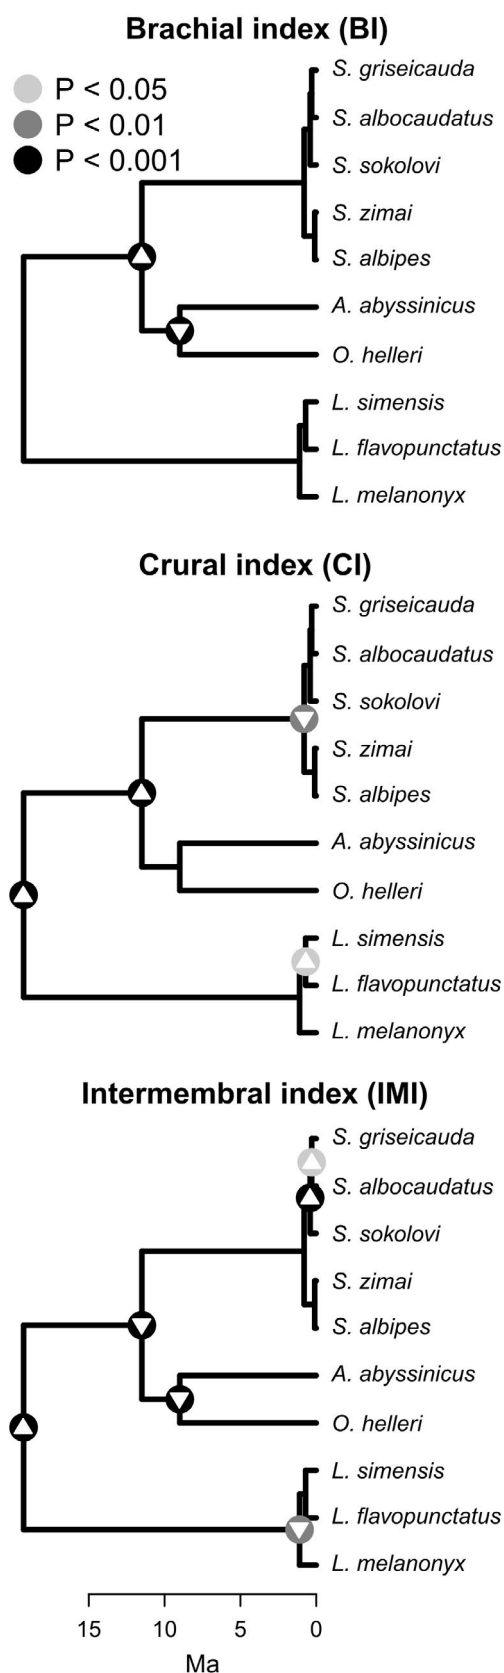 Brachial index (BI)
P < 0.05
P < 0.01
P < 0.001
S. griseicauda
S. albocaudatus
S. sokolovi
S. zimai
S. albipes
A. abyssinicus
O. helleri
L. simensis
L. flavopunctatus
L. melanonyx
Crural index (CI)
S. griseicauda
S. albocaudatus
S. sokolovi
S. zimai
S. albipes
A. abyssinicus
O. helleri
L. simensis
L. flavopunctatus
L. melanonyx
Intermembral index (IMI)
S. griseicauda
S. albocaudatus
S. sokolovi
S. zimai
S. albipes
A. abyssinicus
O. helleri
L. simensis
L. flavopunctatus
L. melanonyx
15 10 5 0
Ma